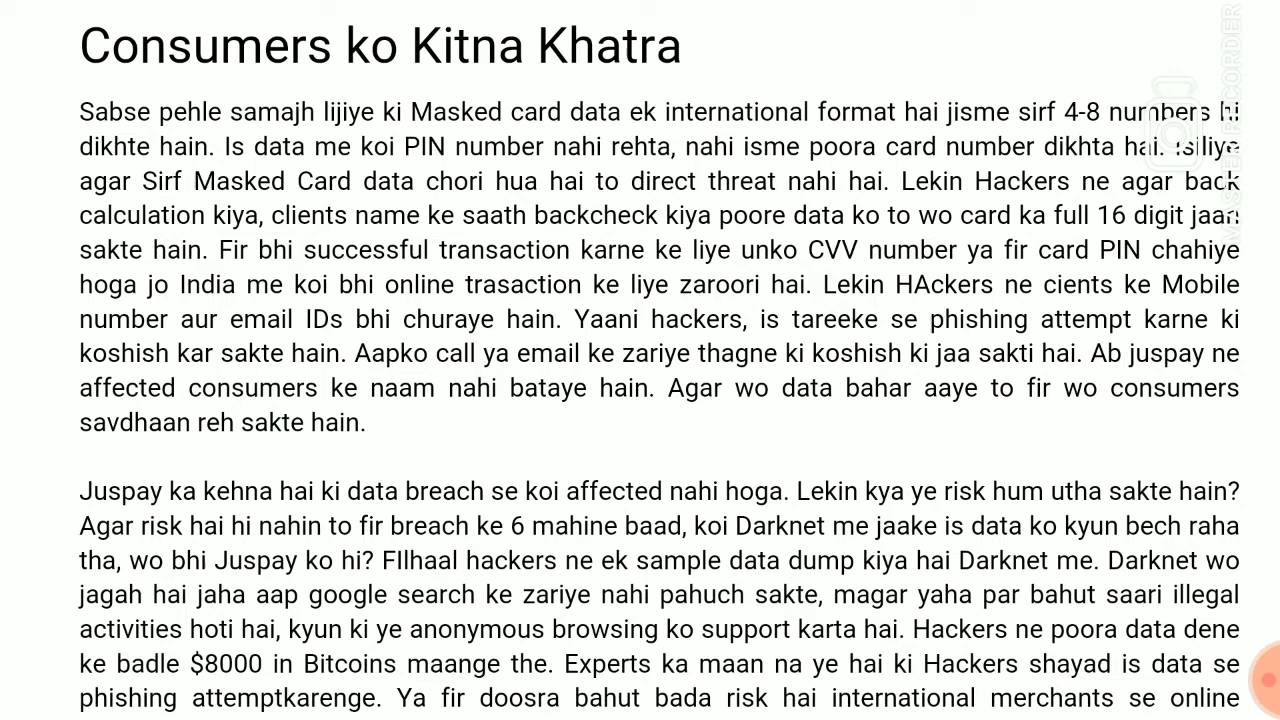 Consumers ko Kitna Khatra
Sabse pehle samajh lijiye ki Masked card data ek international format hai jisme sirf 4-8 numbers hi
dikhte hain. Is data me koi PIN number nahi rehta, nahi isme poora card number dikhta hai. isiliye
agar Sirf Masked Card data chori hua hai to direct threat nahi hai. Lekin Hackers ne agar back
calculation kiya, clients name ke saath backcheck kiya poore data ko to wo card ka full 16 digit jaan
sakte hain. Fir bhi successful transaction karne ke liye unko CVV number ya fir card PIN chahiye
hoga jo India me koi bhi online trasaction ke liye zaroori hai. Lekin HAckers ne cients ke Mobile
number aur email IDs bhi churaye hain. Yaani hackers, is tareeke se phishing attempt karne ki
koshish kar sakte hain. Aapko call ya email ke zariye thagne ki koshish ki jaa sakti hai. Ab juspay ne
affected consumers ke naam nahi bataye hain. Agar wo data bahar aaye to fir wo consumers
savdhaan reh sakte hain.
Juspay ka kehna hai ki data breach se koi affected nahi hoga. Lekin kya ye risk hum utha sakte hain?
Agar risk hai hi nahin to fir breach ke 6 mahine baad, koi Darknet me jaake is data ko kyun bech raha
tha, wo bhi Juspay ko hi? FIlhaal hackers ne ek sample data dump kiya hai Darknet me. Darknet wo
jagah hai jaha aap google search ke zariye nahi pahuch sakte, magar yaha par bahut saari illegal
activities hoti hai, kyun ki ye anonymous browsing ko support karta hai. Hackers ne poora data dene
ke badle $8000 in Bitcoins maange the. Experts ka maan na ye hai ki Hackers shayad is data se
phishing attemptkarenge. Ya fir doosra bahut bada risk hai international merchants se online
MASTER RECORDER